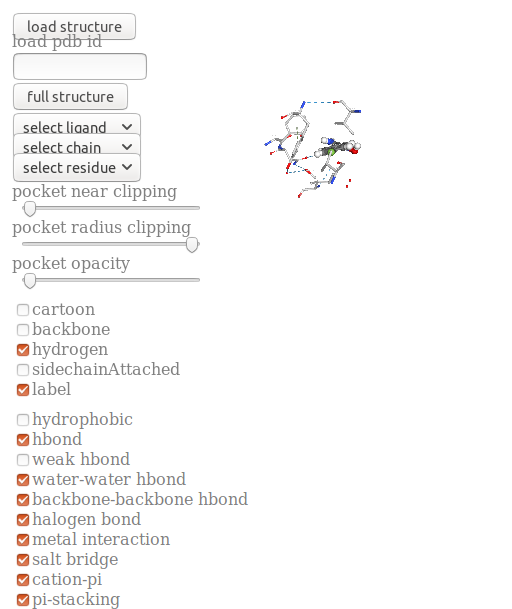 load structure
load pdb id
full structure
select ligand
select chain
select residue
pocket near clipping
pocket radius clipping
pocket opacity
cartoon
backbone
hydrogen
sidechainAttached
label
hydrophobic
hbond
weak hbond
water-water hbond
backbone-backbone hbond
halogen bond
metal interaction
salt bridge
cation-pi
pi-stacking